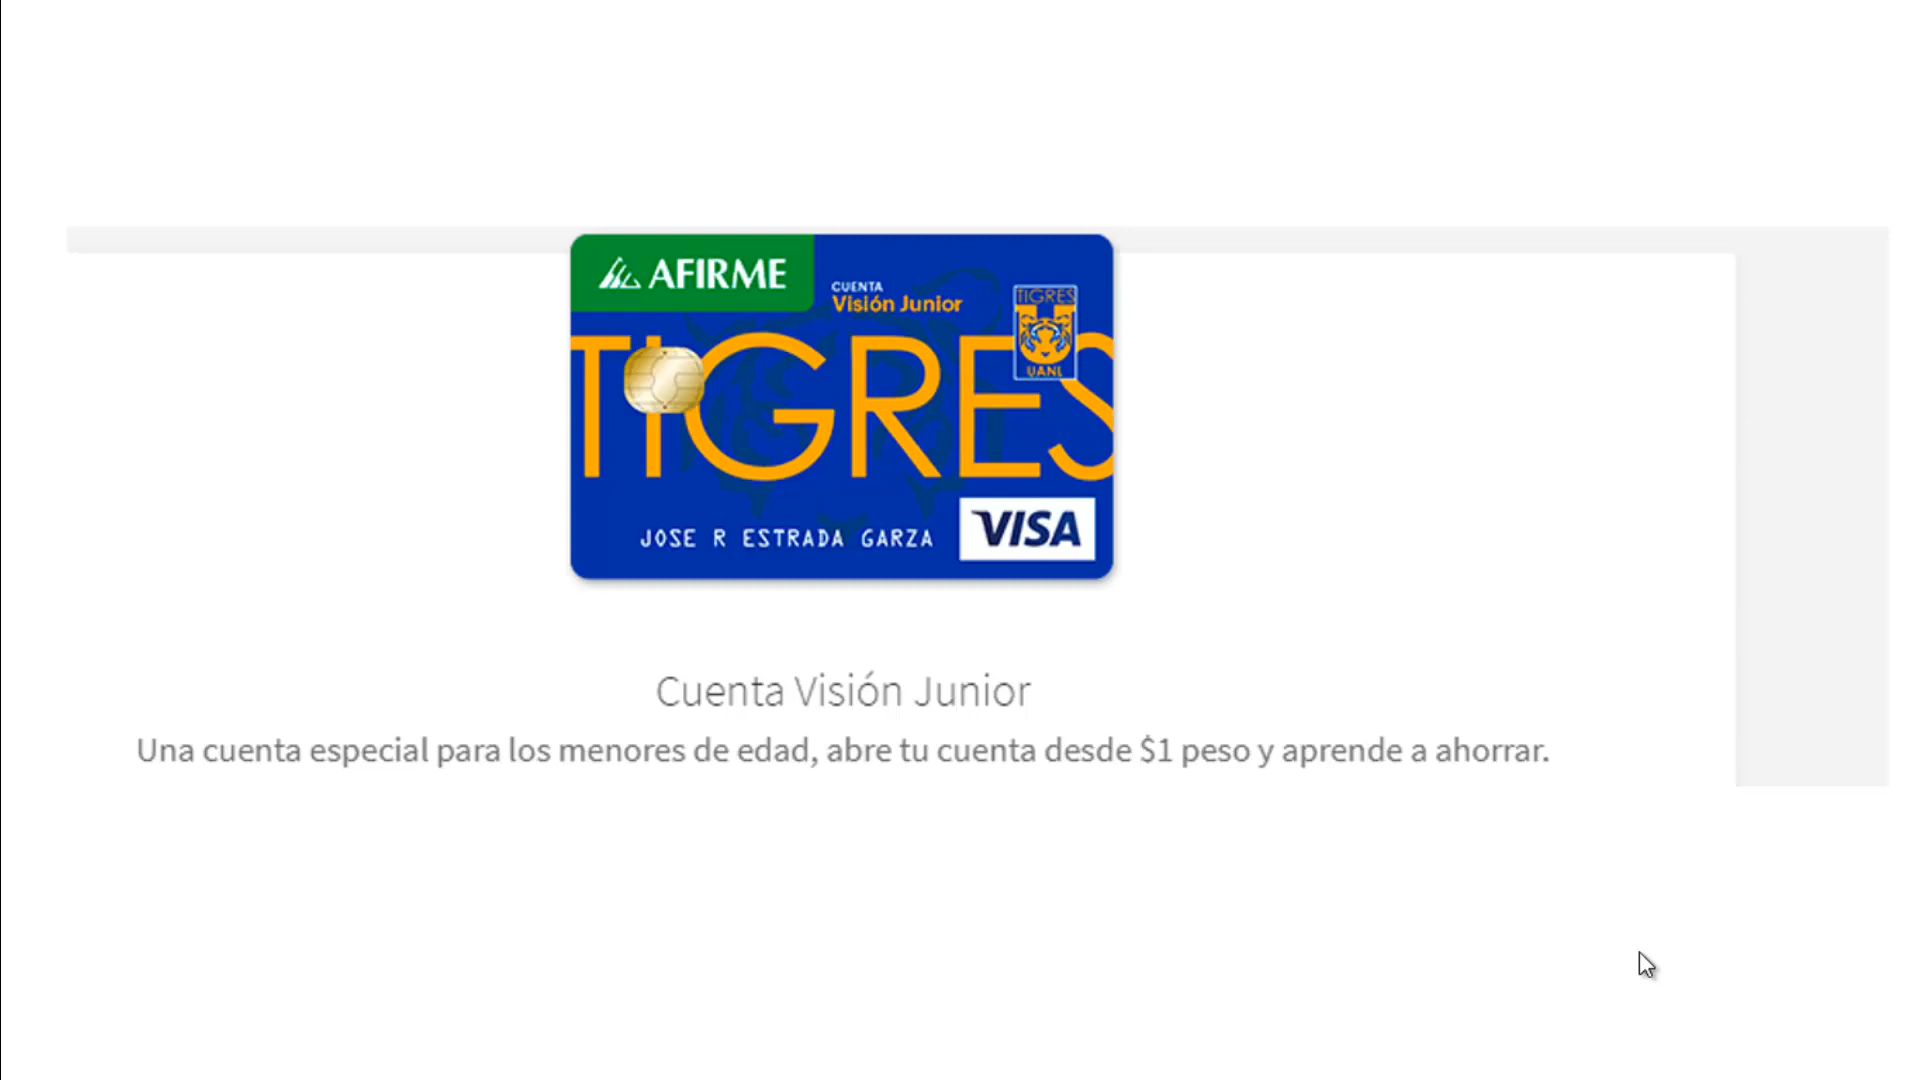 AFIRME
CUENTA
Visión Junior
TIGRES
UANL
TIGRES
JOSE R ESTRADA GARZA
VISA
Cuenta Visión Junior
Una cuenta especial para los menores de edad, abre tu cuenta desde $1 peso y aprende a ahorrar.